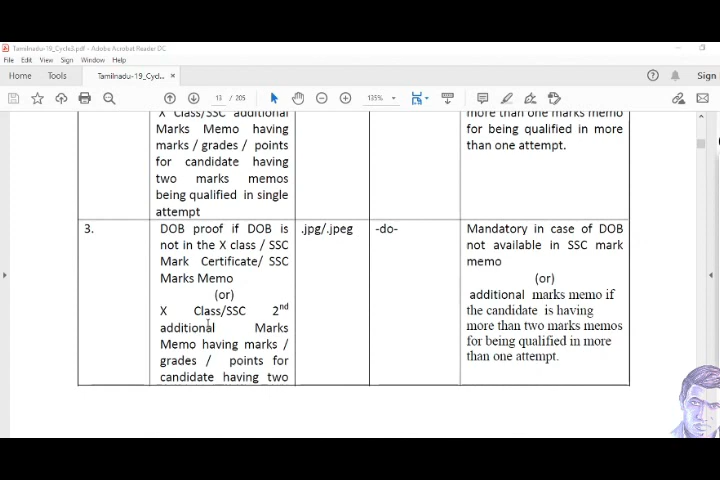 Tamilnadu-19_Cycle3.pdf - Adobe Acrobat Reader DC
File Edit View Sign Window Help
Home Tools Tamilnadu-19_Cycl... × Sign
13 / 205 135%
X Class/SSC additional
Marks Memo having
marks / grades / points
for candidate having
two marks memos
being qualified in single
attempt
more than one marks memo
for being qualified in more
than one attempt.
3.
DOB proof if DOB is
not in the X class / SSC
Mark Certificate/ SSC
Marks Memo
(or)
X Class/SSC 2nd
additional Marks
Memo having marks /
grades / points for
candidate having two
.jpg/.jpeg
-do-
Mandatory in case of DOB
not available in SSC mark
memo
(or)
additional marks memo if
the candidate is having
more than two marks memos
for being qualified in more
than one attempt.